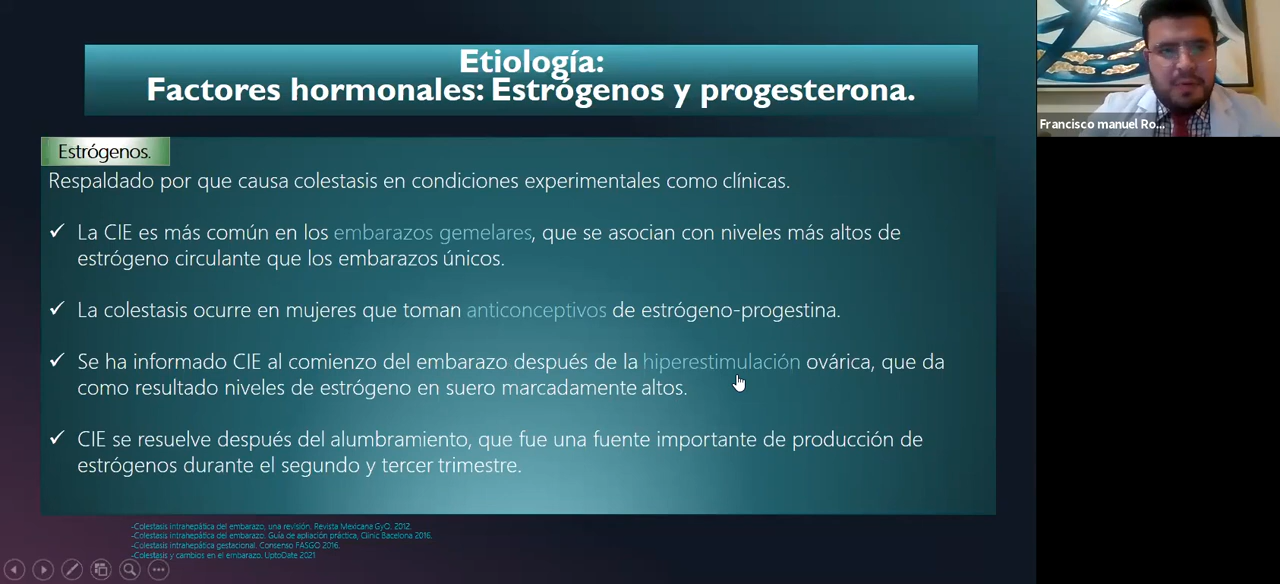 Etiología:
Factores hormonales: Estrógenos y progesterona.
Francisco manuel Ro...
Estrógenos.
Respaldado por que causa colestasis en condiciones experimentales como clínicas.
✓ La CIE es más común en los embarazos gemelares, que se asocian con niveles más altos de
estrógeno circulante que los embarazos únicos.
✓ La colestasis ocurre en mujeres que toman anticonceptivos de estrógeno-progestina.
✓ Se ha informado CIE al comienzo del embarazo después de la hiperestimulación ovárica, que da
como resultado niveles de estrógeno en suero marcadamente altos.
✓ CIE se resuelve después del alumbramiento, que fue una fuente importante de producción de
estrógenos durante el segundo y tercer trimestre.
-Colestasis intrahepática del embarazo, una revisión. Revista Mexicane GyO. 2012.
-Colestasis intrahepática del embarazo. Guía de apliación práctica, Clinic Bacelona 2016.
-Colestasis intrahepática gestacional. Consenso FASGO 2016.
-Colestasis y cambios en el embarazo. UptoDate 2021